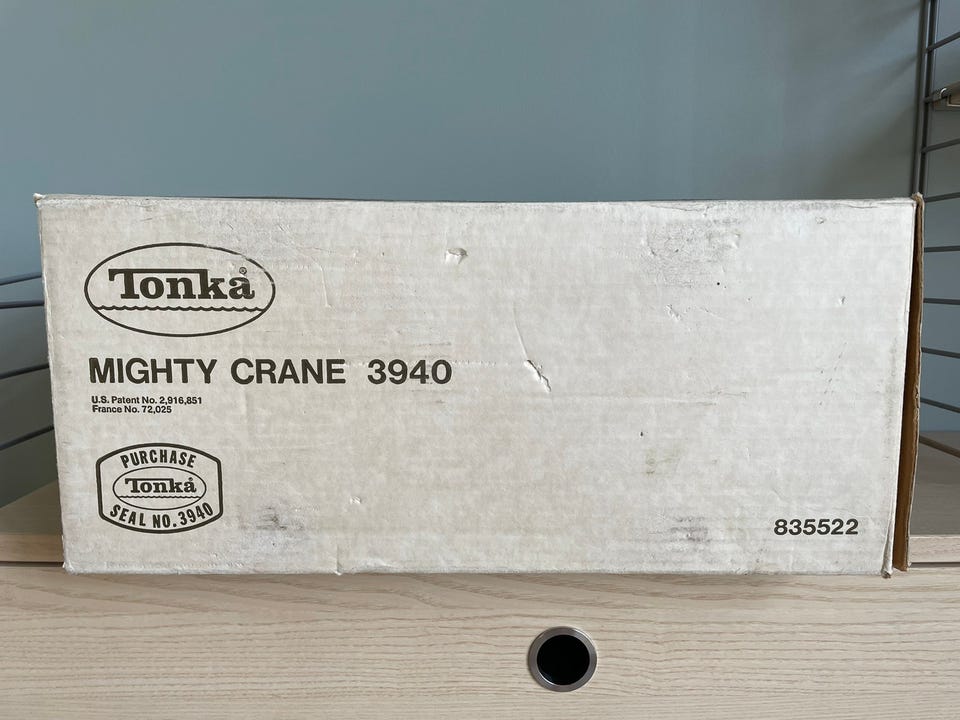 Tonka®
MIGHTY CRANE 3940
U.S. Patent No. 2,916,851
France No. 72,025
PURCHASE
Tonka
SEAL NO. 3940
835522